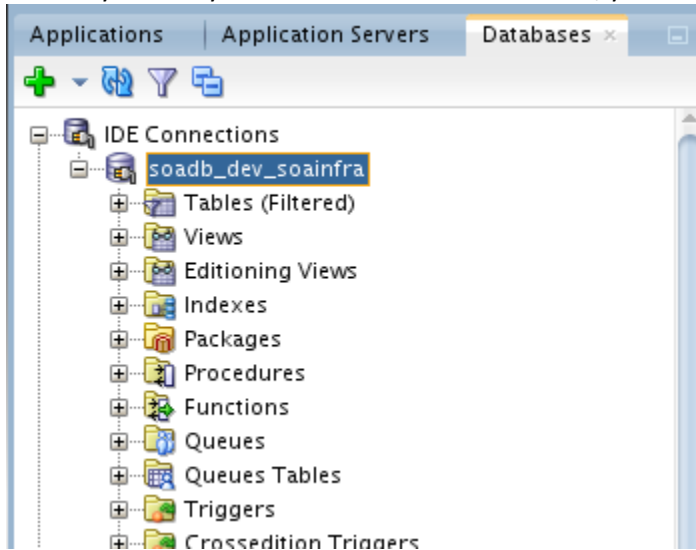 Applications Application Servers Databases
IDE Connections
soadb_dev_soainfra
Tables (Filtered)
Views
Editioning Views
Indexes
Packages
Procedures
Functions
Queues
Queues Tables
Triggers
Crossedition Triggers